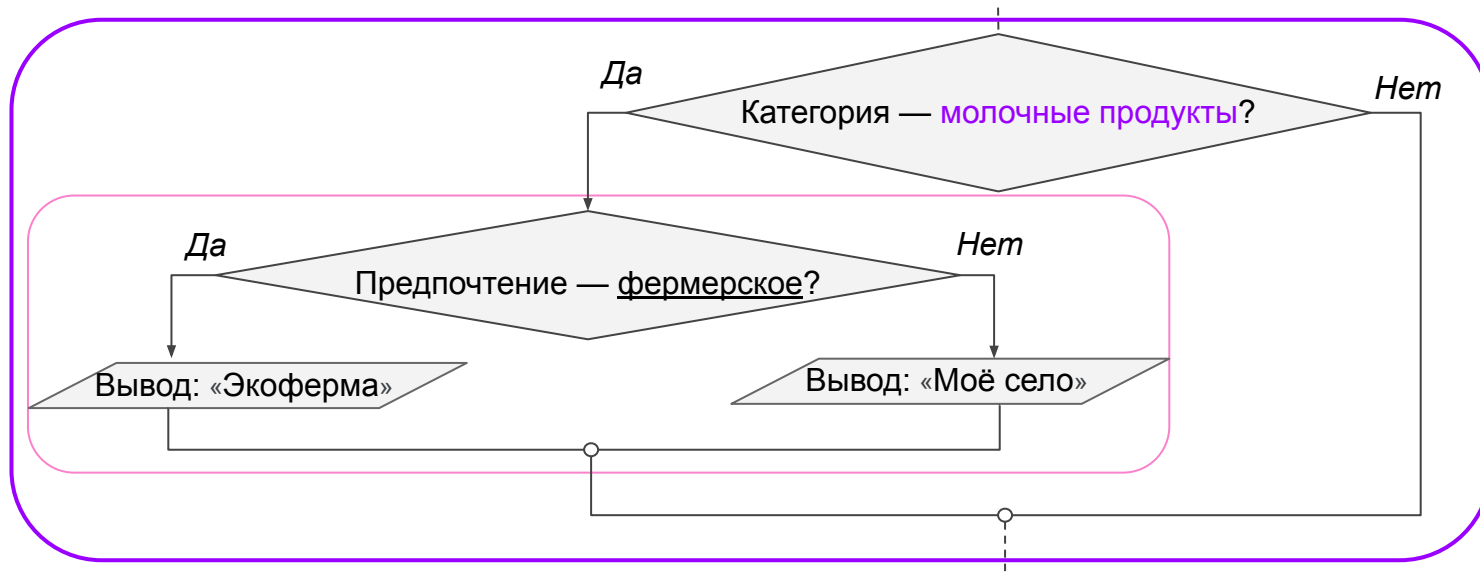 Да
Нет
Категория — молочные продукты?
Да
Нет
Предпочтение — фермерское?
Вывод: «Экоферма»
Вывод: «Моё село»